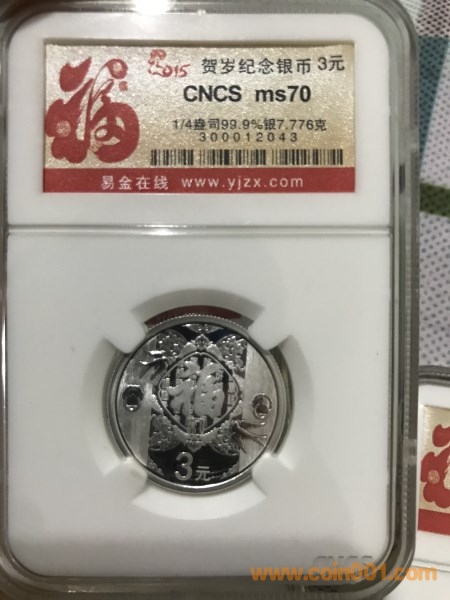 福
2015 贺岁纪念银币 3元
CNCS ms70
1/4盎司99.9%银7.776克
300012043
易金在线 www.yjzx.com
福
3元
CNCS
www.coin001.com